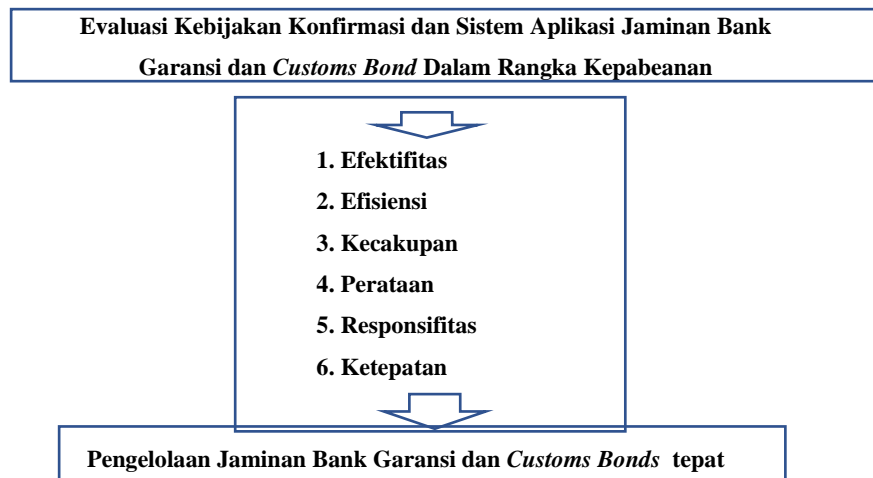 Evaluasi Kebijakan Konfirmasi dan Sistem Aplikasi Jaminan Bank
Garansi dan Customs Bond Dalam Rangka Kepabeanan
1. Efektifitas
2. Efisiensi
3. Kecakupan
4. Perataan
5. Responsifitas
6. Ketepatan
Pengelolaan Jaminan Bank Garansi dan Customs Bonds tepat